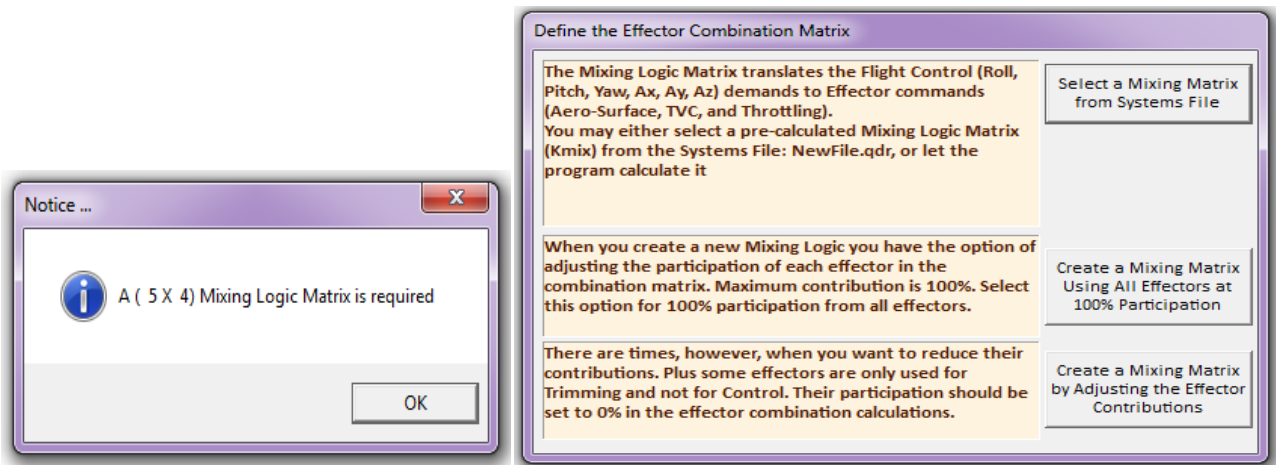 Notice ...
A ( 5 X 4) Mixing Logic Matrix is required
OK
Define the Effector Combination Matrix
The Mixing Logic Matrix translates the Flight Control (Roll,
Pitch, Yaw, Ax, Ay, Az) demands to Effector commands
(Aero-Surface, TVC, and Throttling).
You may either select a pre-calculated Mixing Logic Matrix
(Kmix) from the Systems File: NewFile.qdr, or let the
program calculate it
Select a Mixing Matrix
from Systems File
When you create a new Mixing Logic you have the option of
adjusting the participation of each effector in the
combination matrix. Maximum contribution is 100%. Select
this option for 100% participation from all effectors.
Create a Mixing Matrix
Using All Effectors at
100% Participation
There are times, however, when you want to reduce their
contributions. Plus some effectors are only used for
Trimming and not for Control. Their participation should be
set to 0% in the effector combination calculations.
Create a Mixing Matrix
by Adjusting the Effector
Contributions